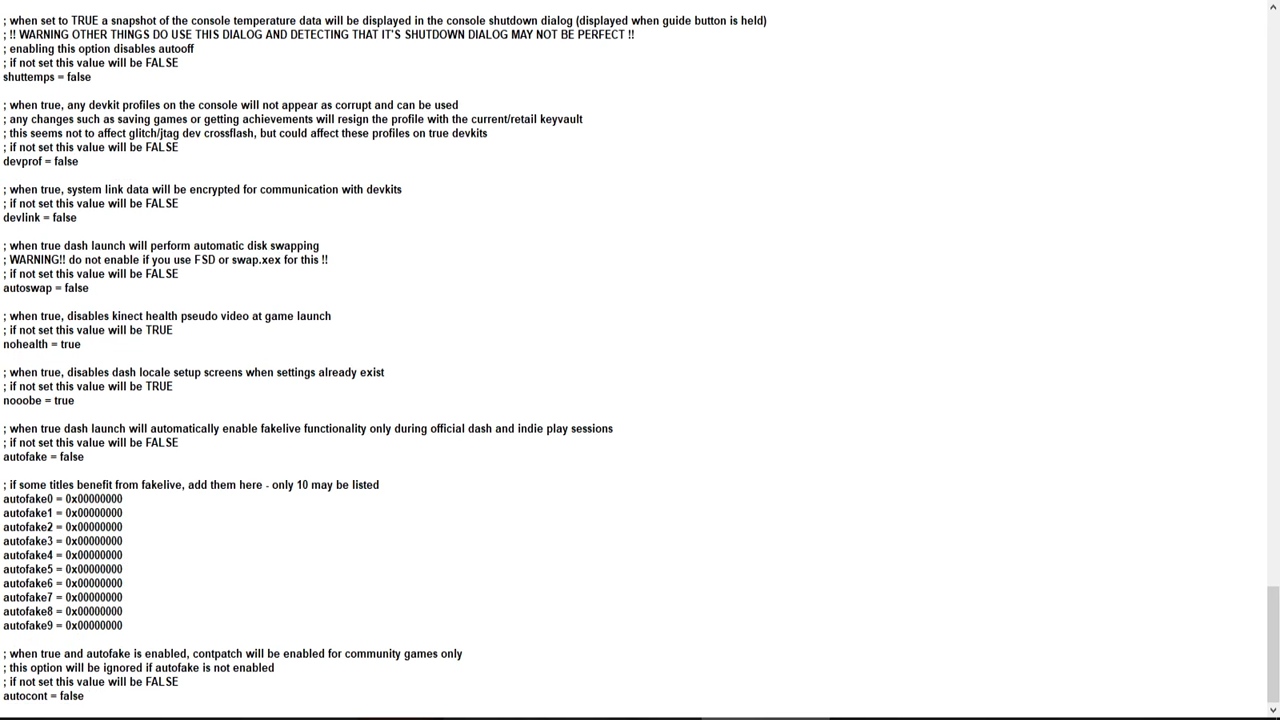 ; when set to TRUE a snapshot of the console temperature data will be displayed in the console shutdown dialog (displayed when guide button is held)
; !! WARNING OTHER THINGS DO USE THIS DIALOG AND DETECTING THAT IT'S SHUTDOWN DIALOG MAY NOT BE PERFECT !!
; enabling this option disables autooff
; if not set this value will be FALSE
shuttemps = false
; when true, any devkit profiles on the console will not appear as corrupt and can be used
; any changes such as saving games or getting achievements will resign the profile with the current/retail keyvault
; this seems not to affect glitch/jtag dev crossflash, but could affect these profiles on true devkits
; if not set this value will be FALSE
devprof = false
; when true, system link data will be encrypted for communication with devkits
; if not set this value will be FALSE
devlink = false
; when true dash launch will perform automatic disk swapping
; WARNING!! do not enable if you use FSD or swap.xex for this !!
; if not set this value will be FALSE
autoswap = false
; when true, disables kinect health pseudo video at game launch
; if not set this value will be TRUE
nohealth = true
; when true, disables dash locale setup screens when settings already exist
; if not set this value will be TRUE
nooobe = true
; when true dash launch will automatically enable fakelive functionality only during official dash and indie play sessions
; if not set this value will be FALSE
autofake = false
; if some titles benefit from fakelive, add them here - only 10 may be listed
autofake0 = 0x00000000
autofake1 = 0x00000000
autofake2 = 0x00000000
autofake3 = 0x00000000
autofake4 = 0x00000000
autofake5 = 0x00000000
autofake6 = 0x00000000
autofake7 = 0x00000000
autofake8 = 0x00000000
autofake9 = 0x00000000
; when true and autofake is enabled, contpatch will be enabled for community games only
; this option will be ignored if autofake is not enabled
; if not set this value will be FALSE
autocont = false